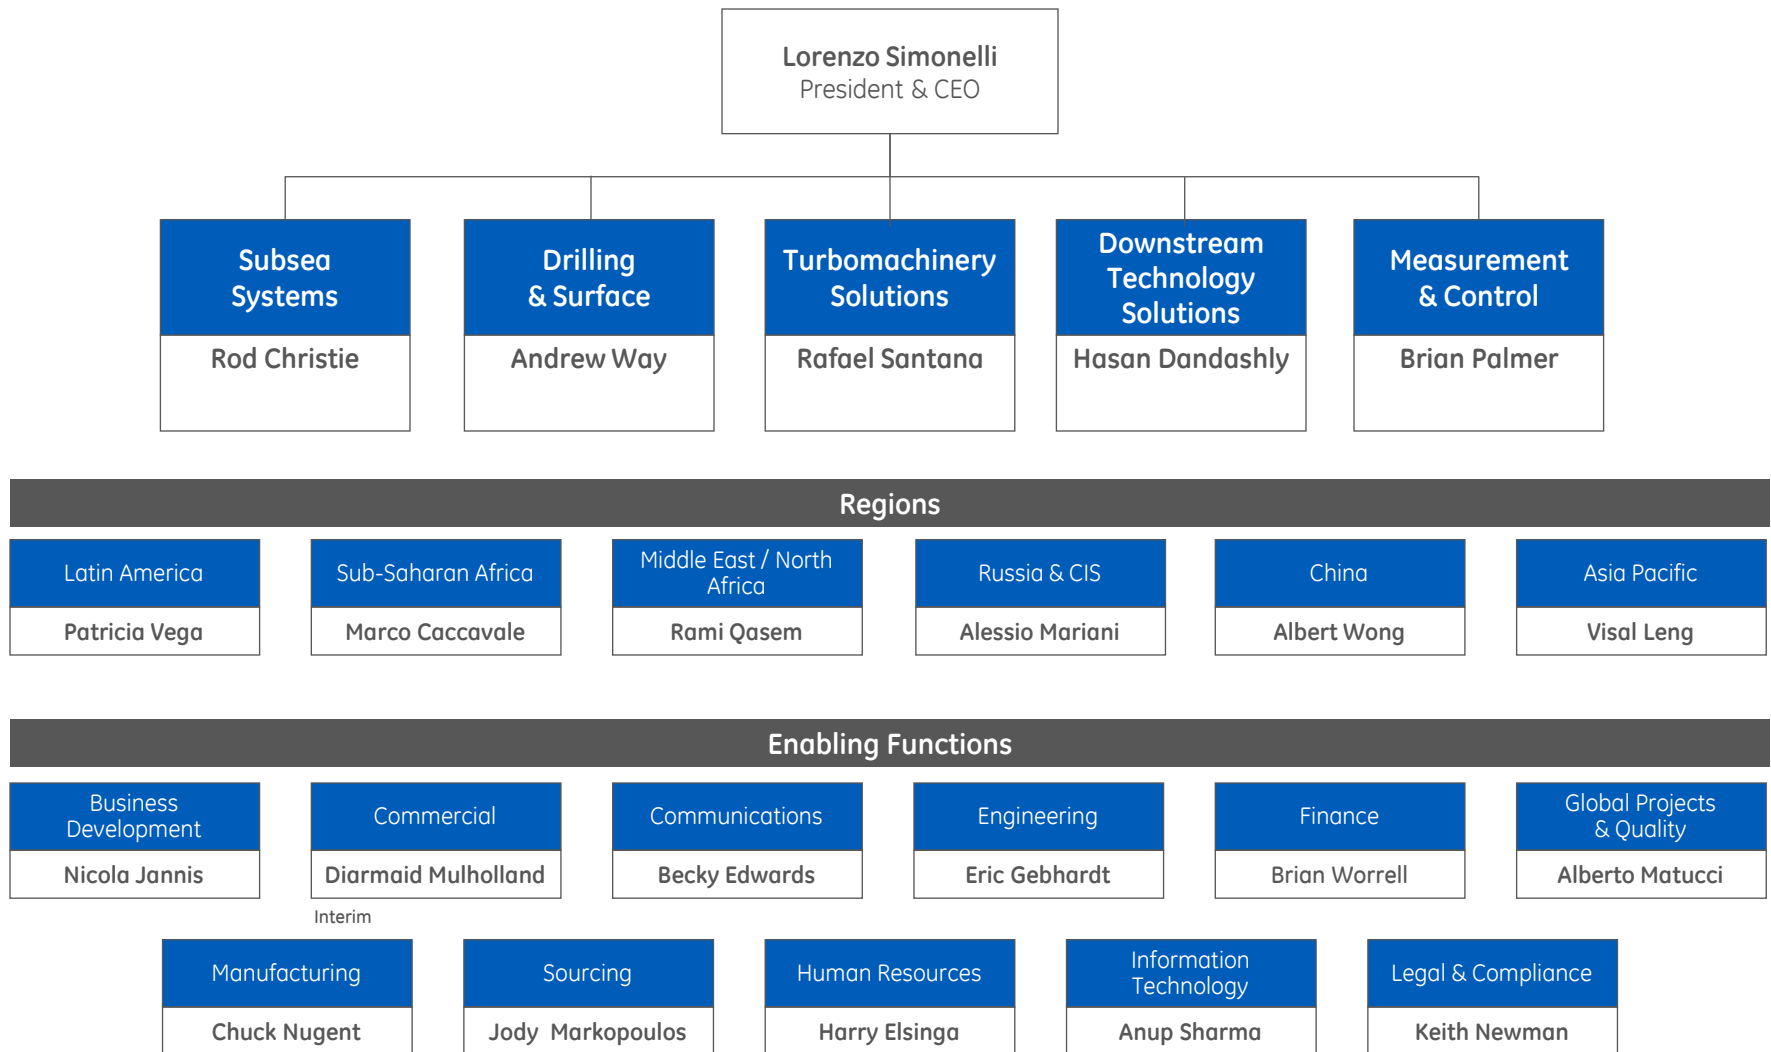 Lorenzo Simonelli
President & CEO
Subsea
Systems
Rod Christie
Drilling
& Surface
Andrew Way
Turbomachinery
Solutions
Rafael Santana
Downstream
Technology
Solutions
Hasan Dandashly
Measurement
& Control
Brian Palmer
Regions
Latin America
Patricia Vega
Sub-Saharan Africa
Marco Caccavale
Middle East / North
Africa
Rami Qasem
Russia & CIS
Alessio Mariani
China
Albert Wong
Asia Pacific
Visal Leng
Enabling Functions
Business
Development
Nicola Jannis
Commercial
Diarmaid Mulholland
Interim
Communications
Becky Edwards
Engineering
Eric Gebhardt
Finance
Brian Worrell
Global Projects
& Quality
Alberto Matucci
Manufacturing
Chuck Nugent
Sourcing
Jody Markopoulos
Human Resources
Harry Elsinga
Information
Technology
Anup Sharma
Legal & Compliance
Keith Newman